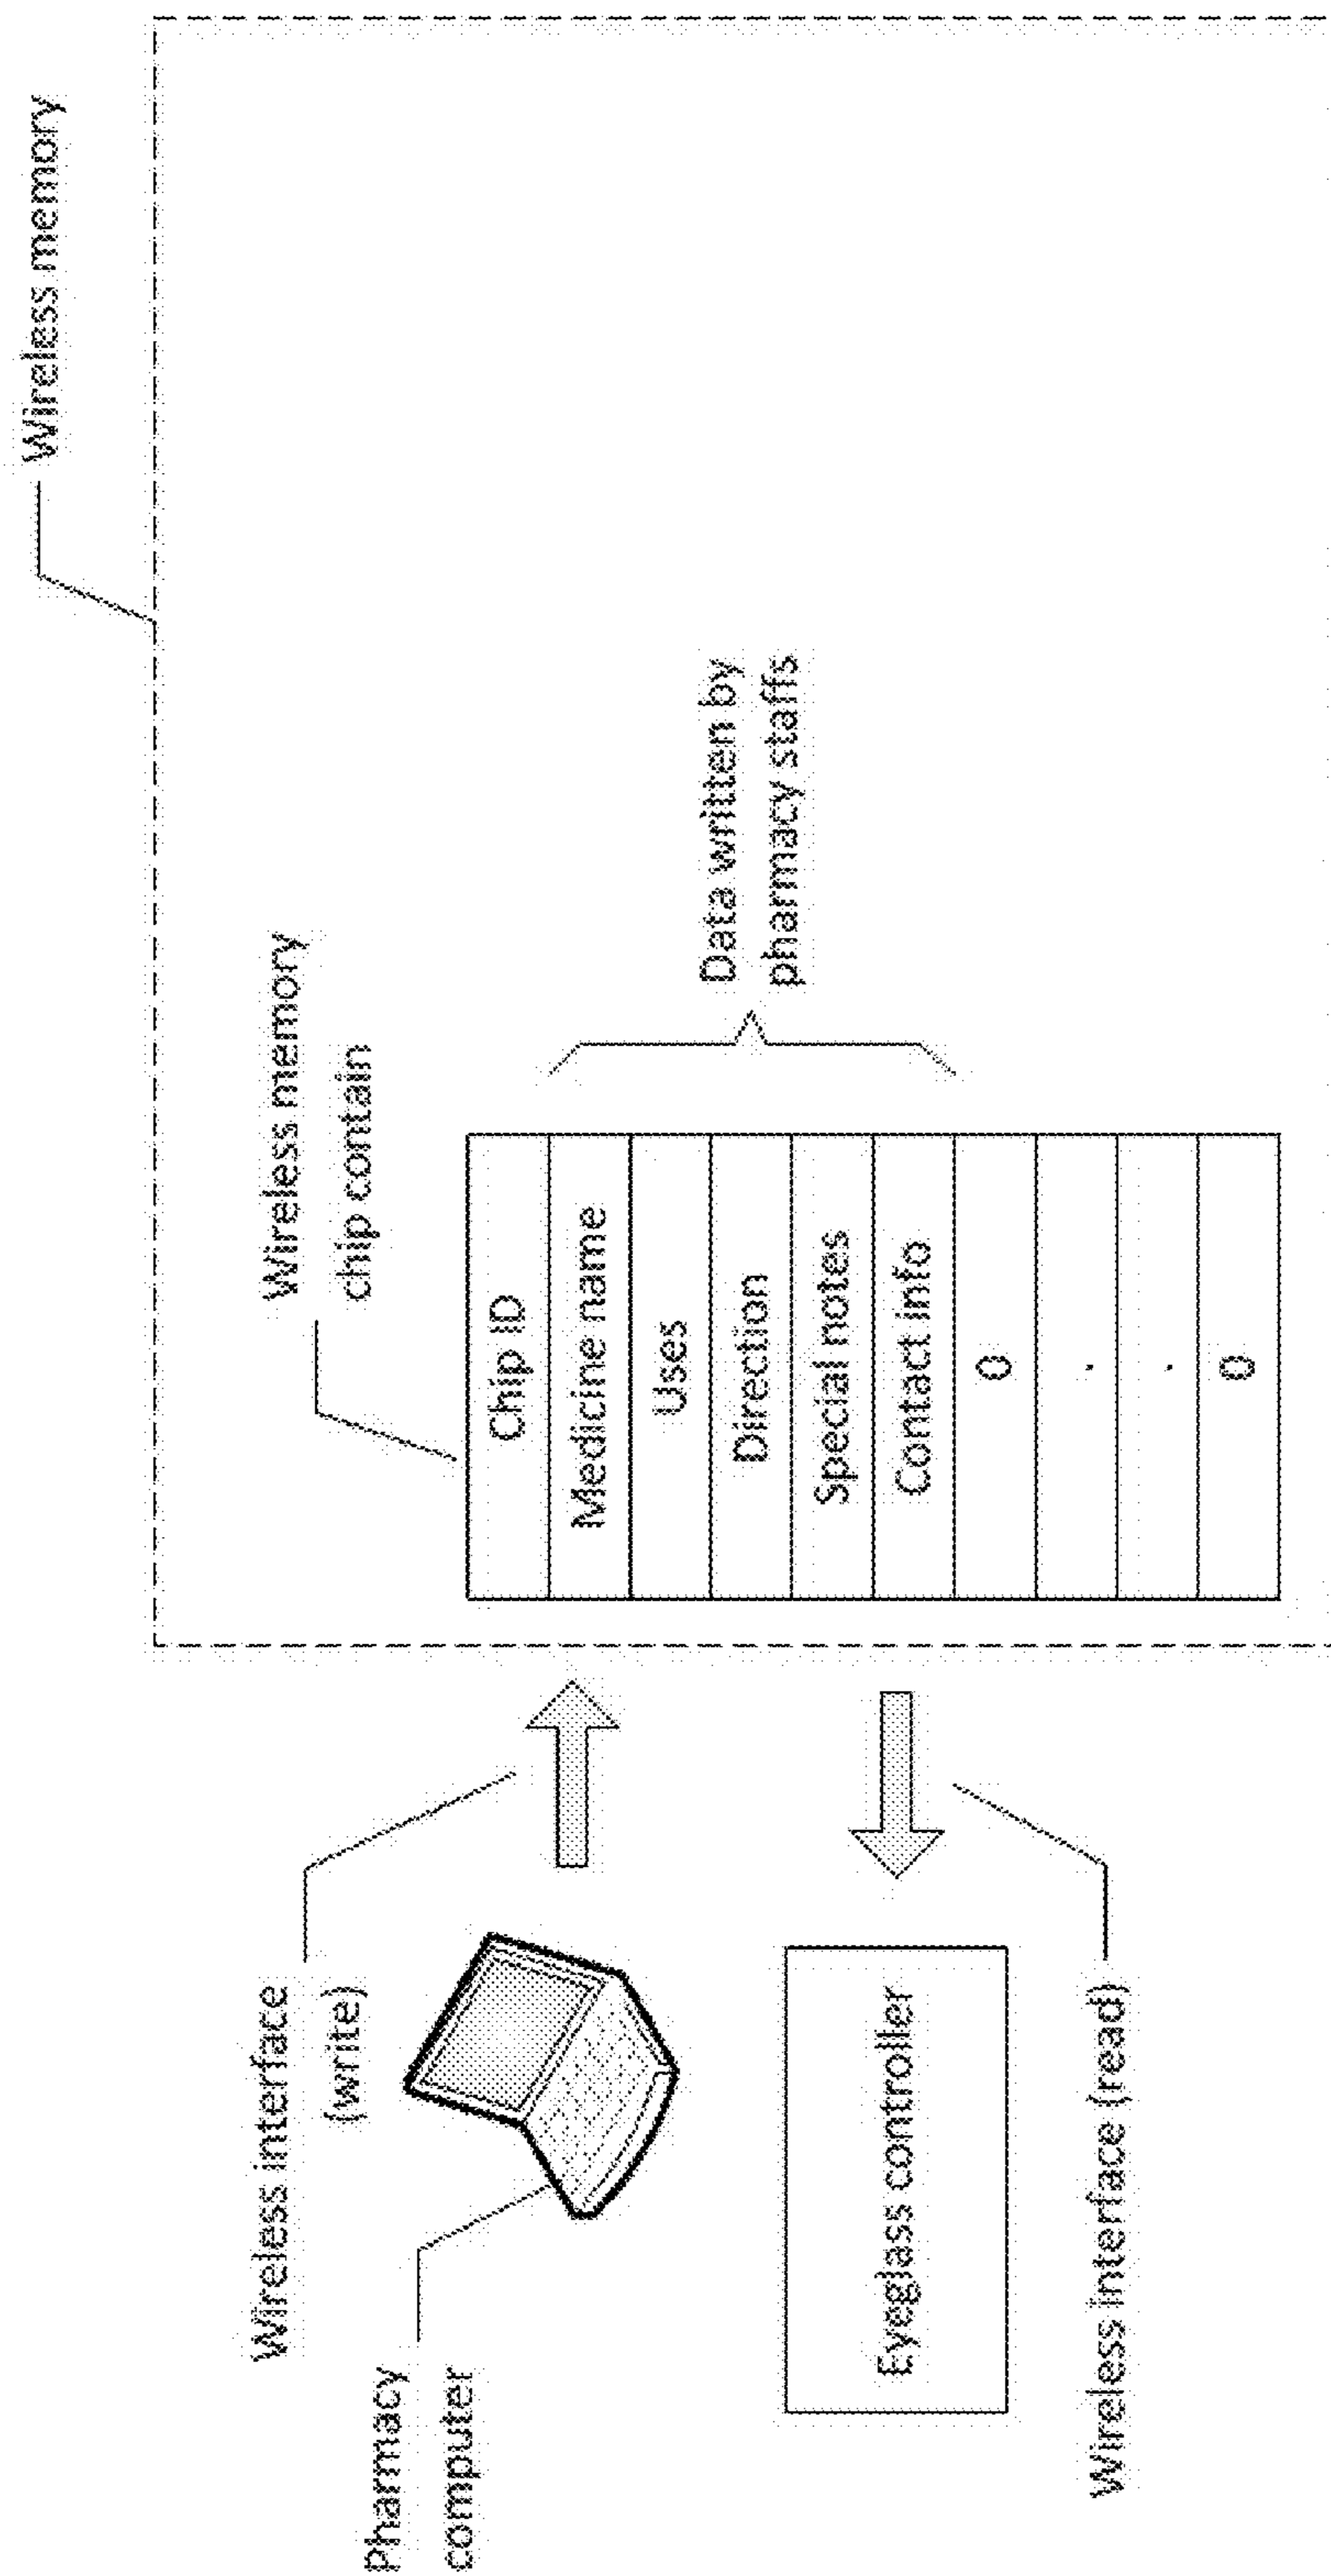 Wireless memory
Wireless interface
(write)
Pharmacy
computer
Wireless memory
chip contain
Chip ID
Medicine name
Uses
Direction
Special notes
Contact info
0
.
.
0
Data written by
pharmacy staffs
Eyeglass controller
Wireless interface (read)